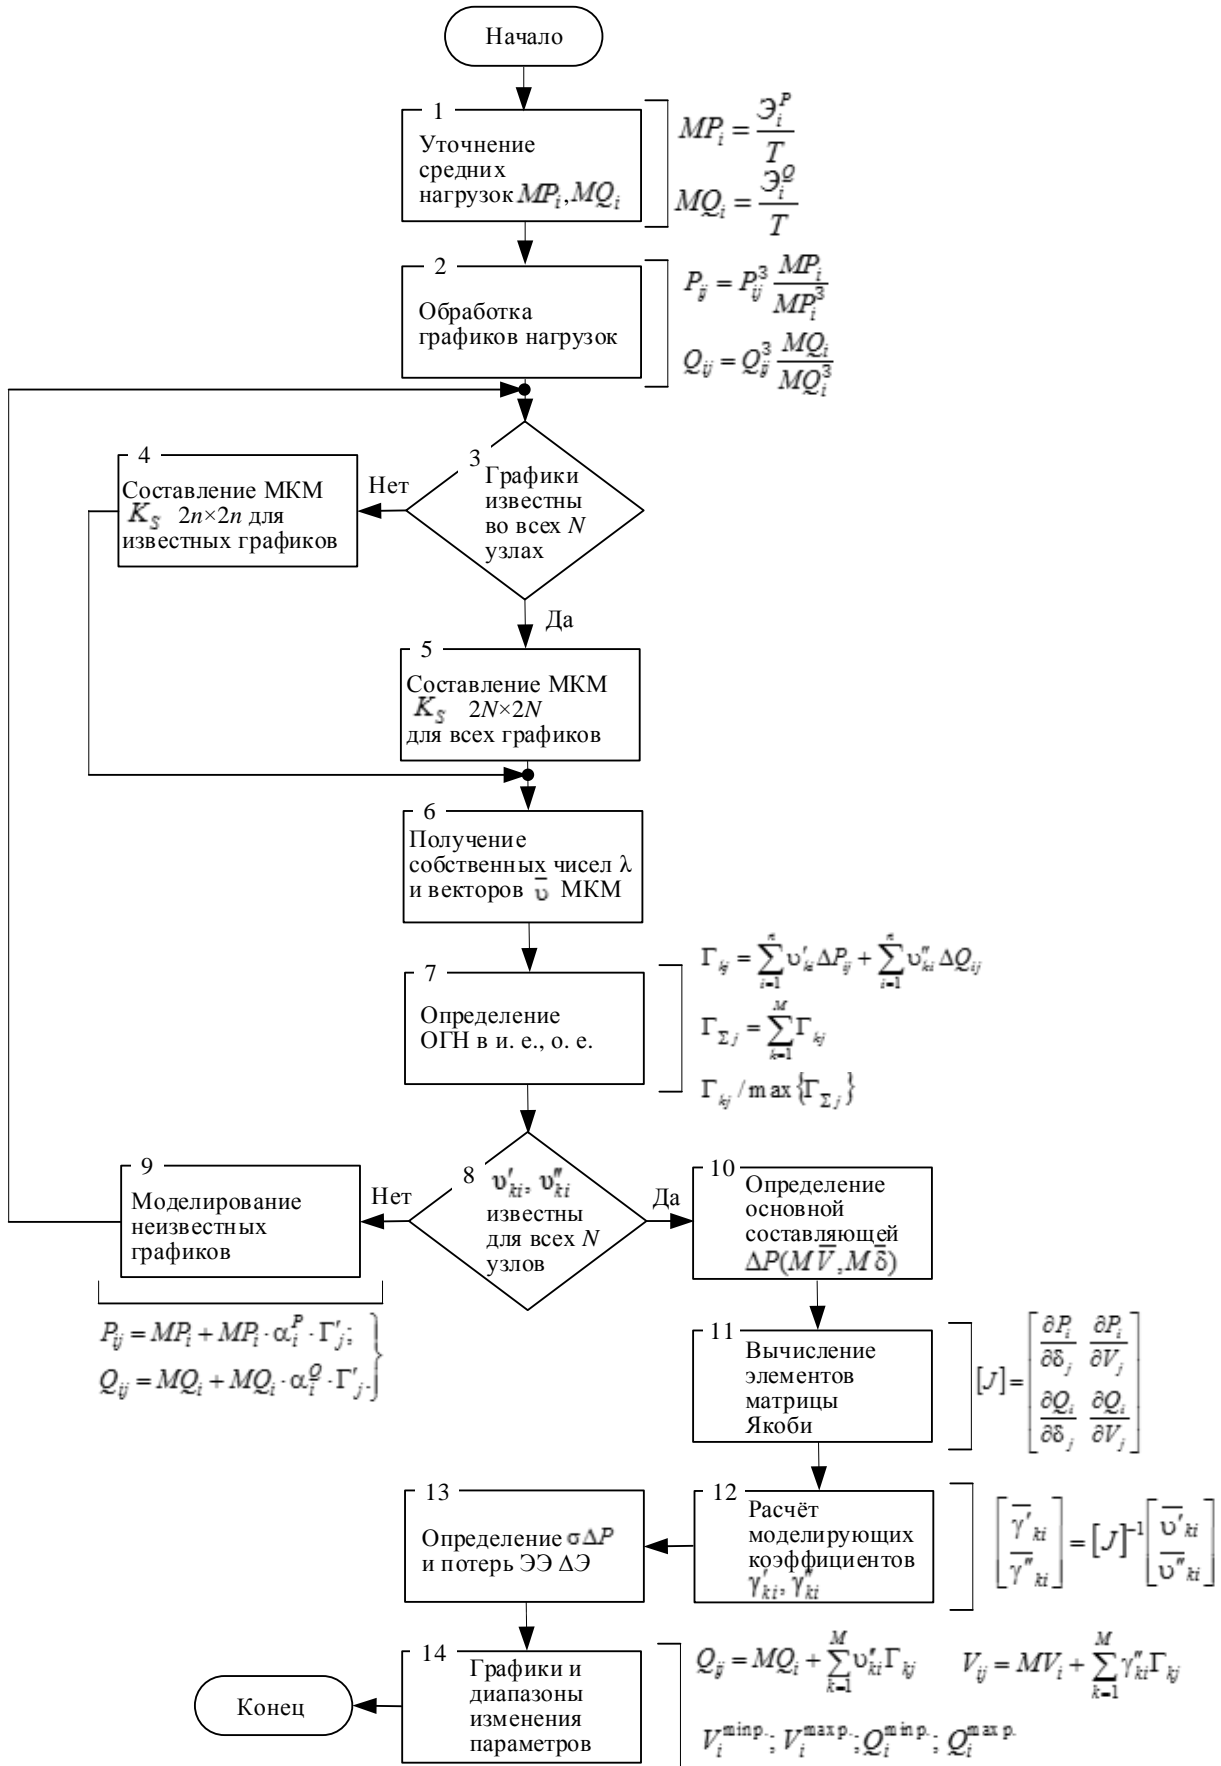 Начало
1
Уточнение
средних
нагрузок MP_i, MQ_i
MP_i = Э_i^P / T
MQ_i = Э_i^Q / T
2
Обработка
графиков нагрузок
P_ij = P_ij^3 MP_i / MP_i^3
Q_ij = Q_ij^3 MQ_i / MQ_i^3
3
Графики
известны
во всех N
узлах
Нет
Да
4
Составление МКМ
K_S 2n×2n для
известных графиков
5
Составление МКМ
K_S 2N×2N
для всех графиков
6
Получение
собственных чисел λ
и векторов ῡ МКМ
7
Определение
ОГН в и. е., о. е.
Γ_kj = ∑_{i=1}^{n} υ′_ki ΔP_ij + ∑_{i=1}^{n} υ″_ki ΔQ_ij
Γ_Σj = ∑_{k=1}^{M} Γ_kj
Γ_kj / max{Γ_Σj}
8
υ′_ki, υ″_ki
известны
для всех N
узлов
Нет
Да
9
Моделирование
неизвестных
графиков
P_ij = MP_i + MP_i · α_i^P · Γ′_j;
Q_ij = MQ_i + MQ_i · α_i^Q · Γ′_j.}
10
Определение
основной
составляющей
ΔP(MV̅, Mδ̅)
11
Вычисление
элементов
матрицы
Якоби
[J] = [∂P_i/∂δ_j ∂P_i/∂V_j
∂Q_i/∂δ_j ∂Q_i/∂V_j]
12
Расчёт
моделирующих
коэффициентов
γ′_ki, γ″_ki
[γ̅′_ki
γ̅″_ki] = [J]^−1 [υ̅′_ki
υ̅″_ki]
13
Определение σΔP
и потерь ЭЭ ΔЭ
14
Графики и
диапазоны
изменения
параметров
Q_ij = MQ_i + ∑_{k=1}^{M} υ″_ki Γ_kj V_ij = MV_i + ∑_{k=1}^{M} γ″_ki Γ_kj
V_i^min р.; V_i^max р.; Q_i^min р.; Q_i^max р.
Конец